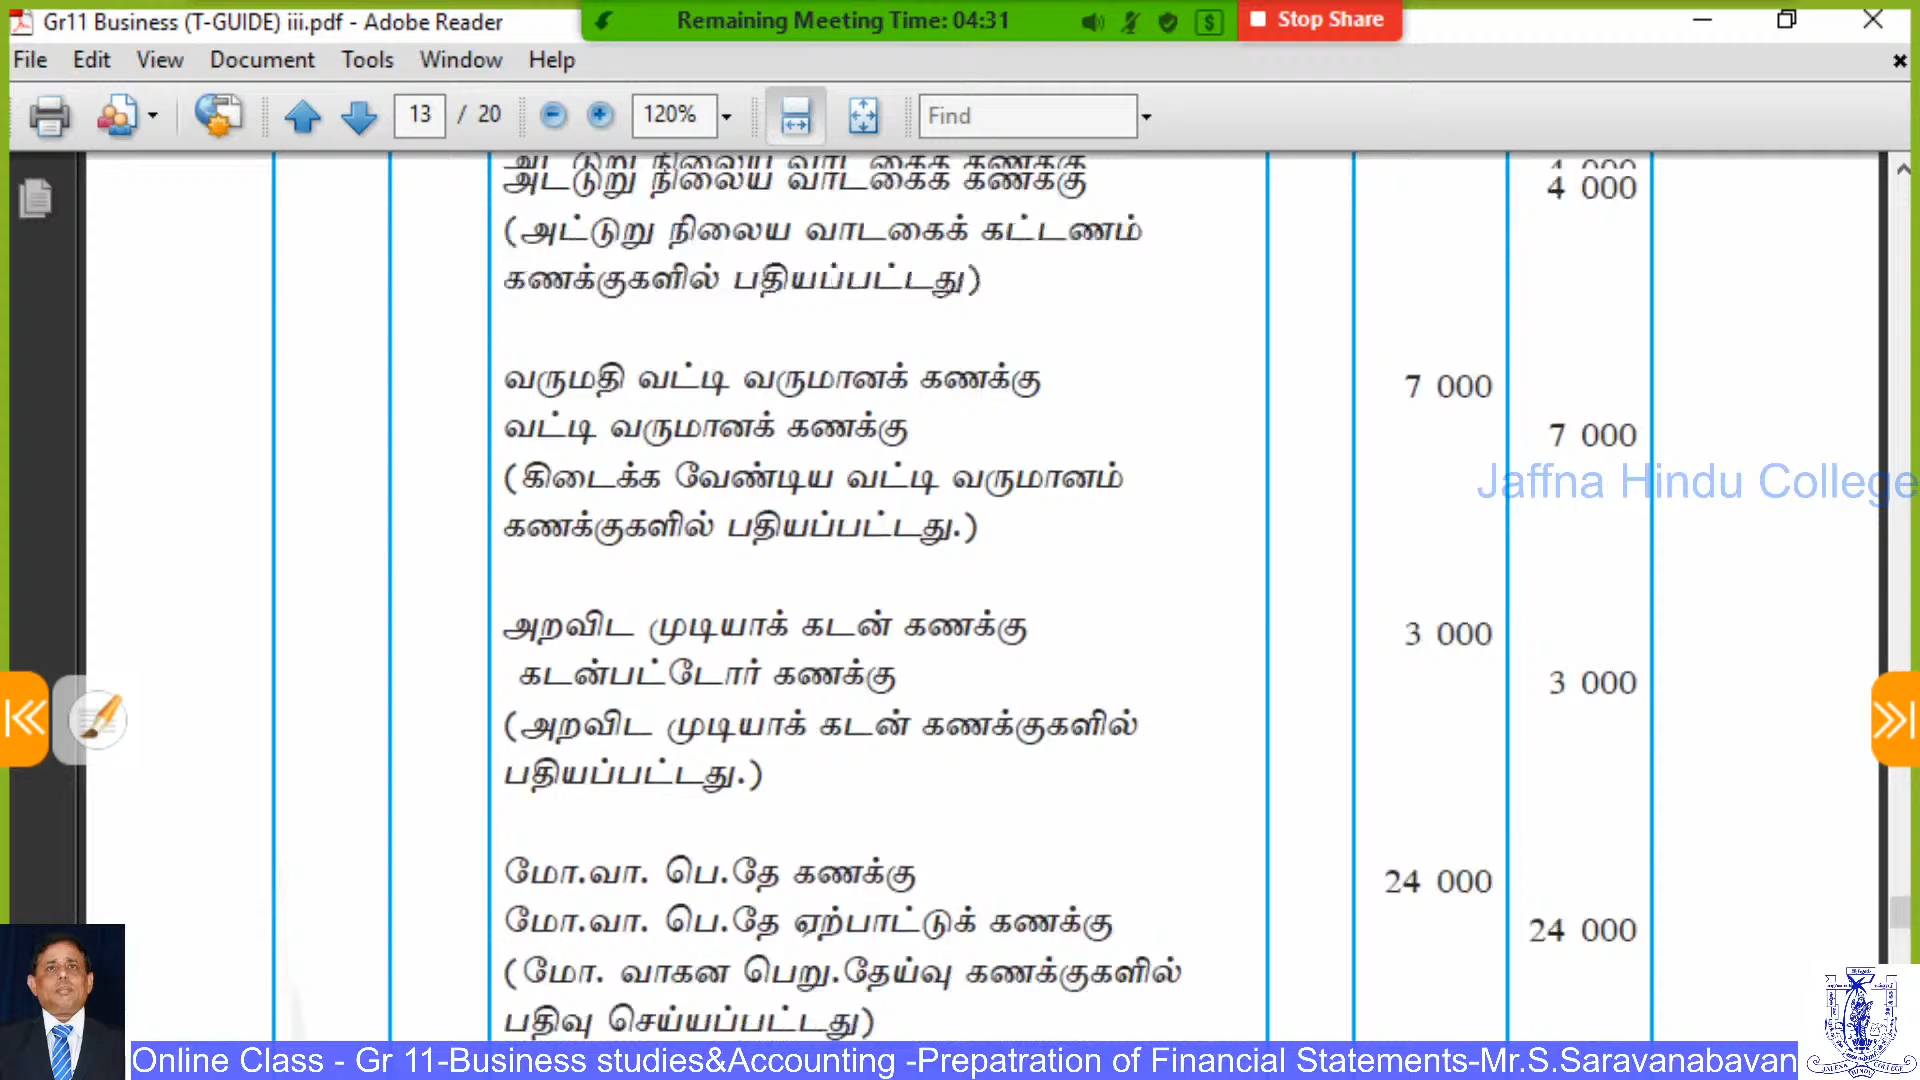 Gr11 Business (T-GUIDE) iii.pdf - Adobe Reader
Remaining Meeting Time: 04:31
Stop Share
File Edit View Document Tools Window Help
13 / 20 120% Find
அட்டுறு நிலைய வாடகைக் கணக்கு 4 000
(அட்டுறு நிலைய வாடகைக் கட்டணம்
கணக்குகளில் பதியப்பட்டது)
வருமதி வட்டி வருமானக் கணக்கு 7 000
வட்டி வருமானக் கணக்கு 7 000
(கிடைக்க வேண்டிய வட்டி வருமானம்
Jaffna Hindu College
கணக்குகளில் பதியப்பட்டது.)
அறவிட முடியாக் கடன் கணக்கு 3 000
கடன்பட்டோர் கணக்கு 3 000
(அறவிட முடியாக் கடன் கணக்குகளில்
பதியப்பட்டது.)
மோ.வா. பெ.தே கணக்கு 24 000
மோ.வா. பெ.தே ஏற்பாட்டுக் கணக்கு 24 000
(மோ. வாகன பெறு.தேய்வு கணக்குகளில்
பதிவு செய்யப்பட்டது)
Online Class - Gr 11-Business studies&Accounting -Prepatration of Financial Statements-Mr.S.Saravanabavan